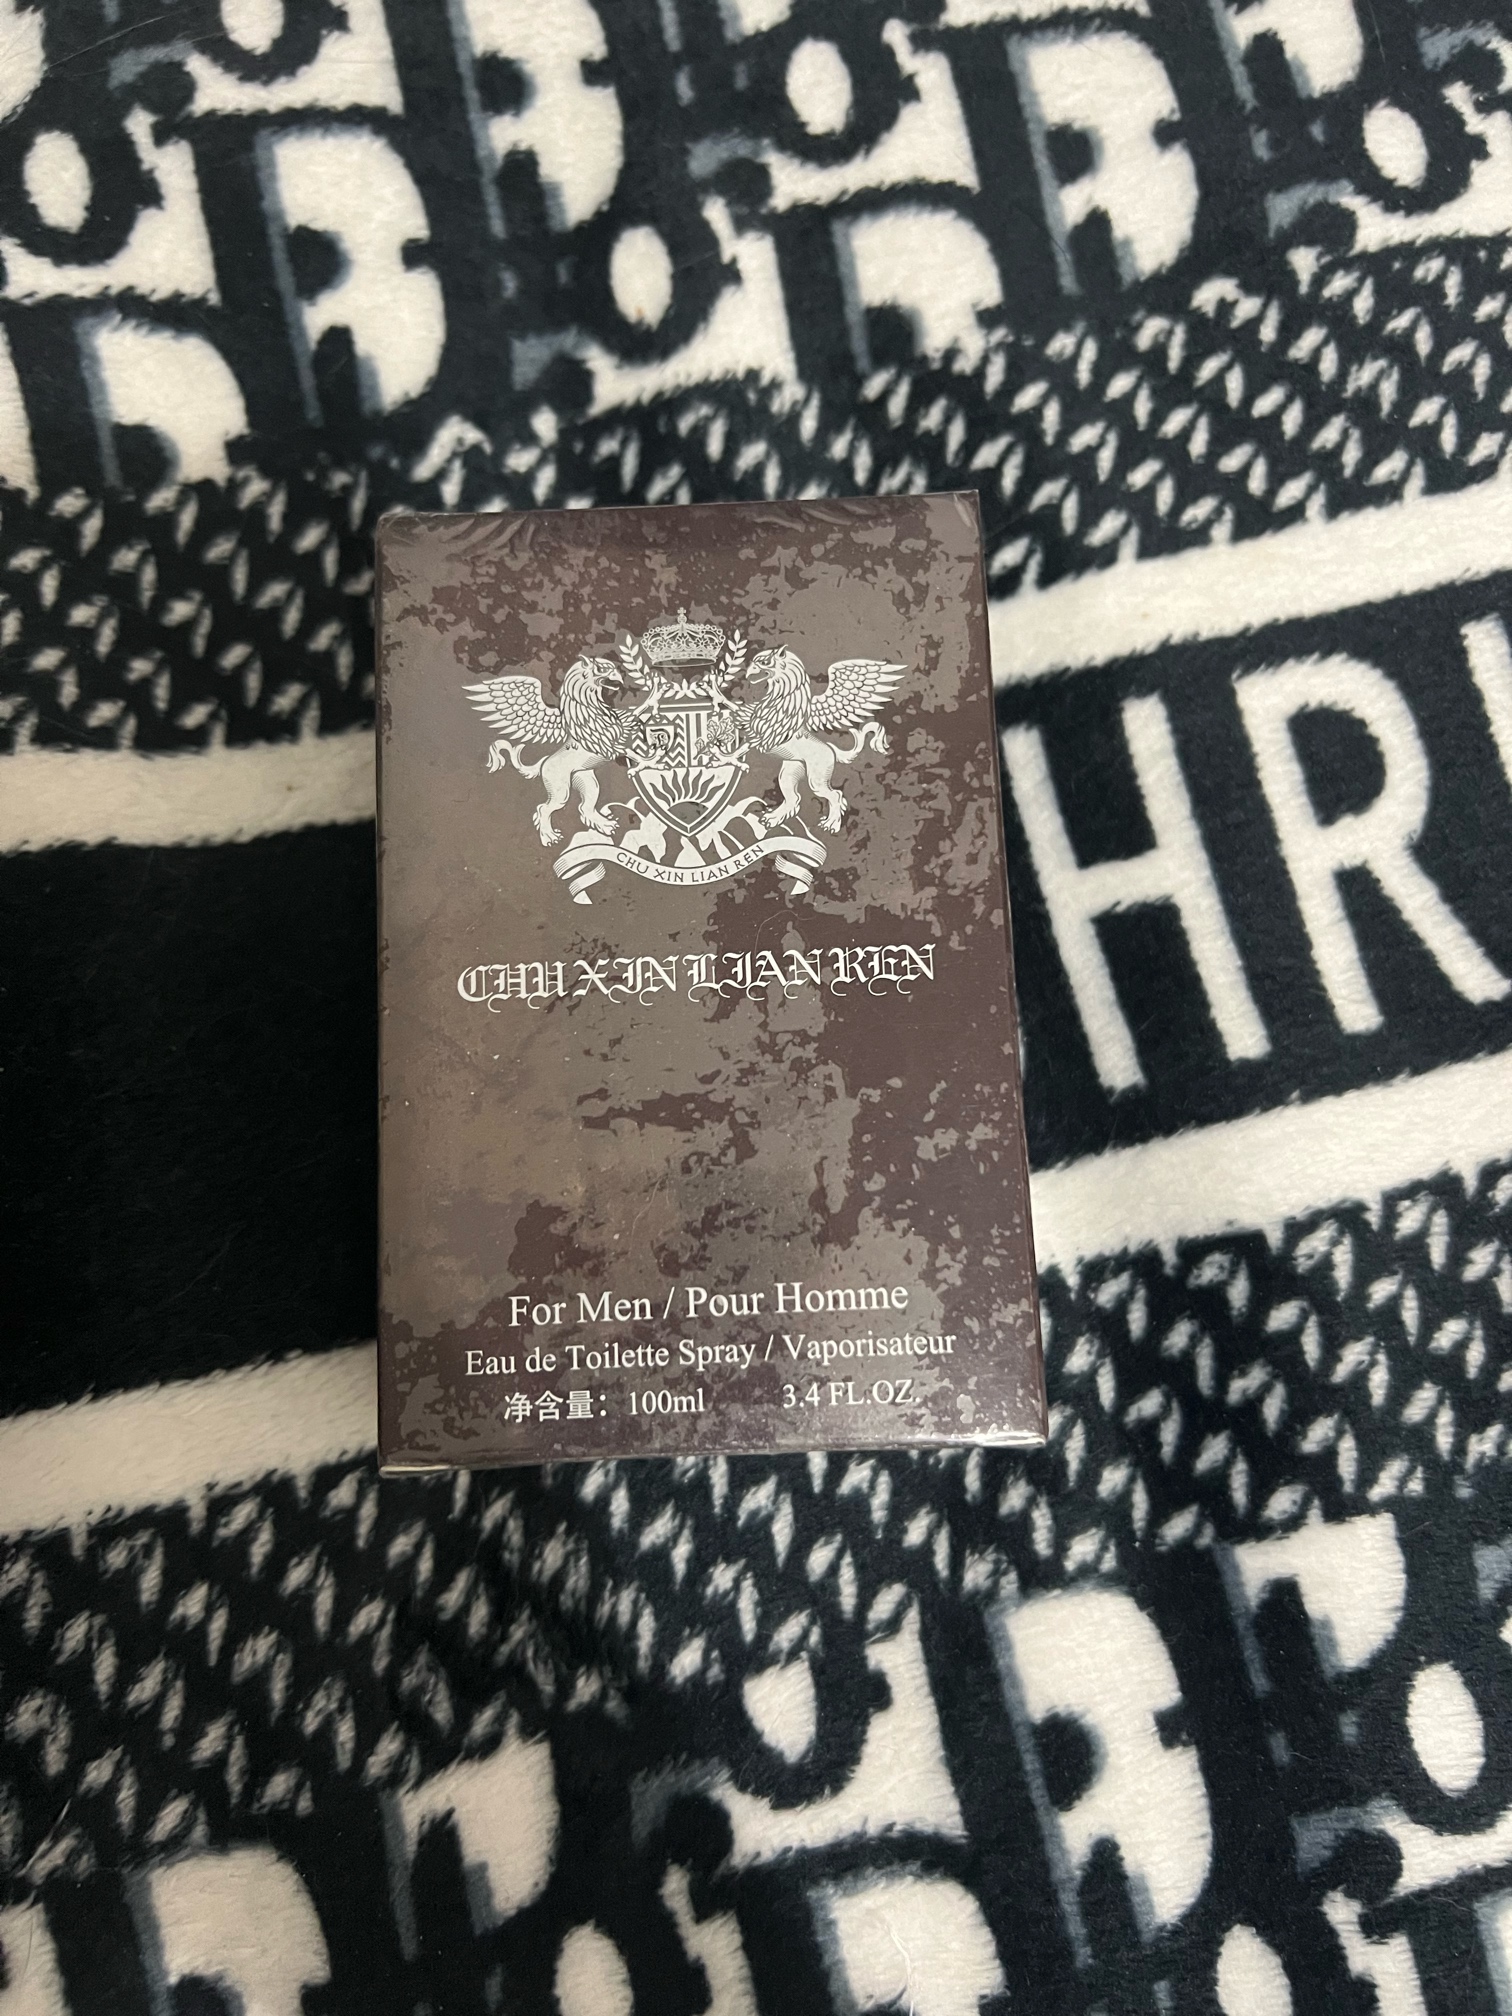 CHU XIN LIAN REN
CHU XIN LIAN REN
For Men / Pour Homme
Eau de Toilette Spray / Vaporisateur
净含量：100ml 3.4 FL.OZ.
HR